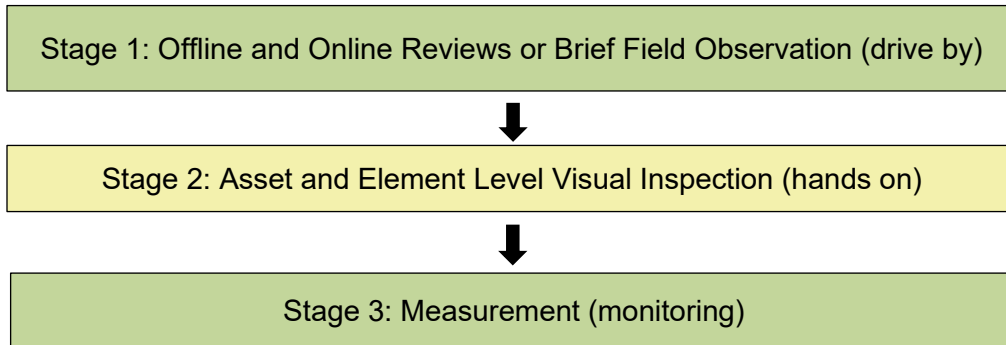 Stage 1: Offline and Online Reviews or Brief Field Observation (drive by)
Stage 2: Asset and Element Level Visual Inspection (hands on)
Stage 3: Measurement (monitoring)